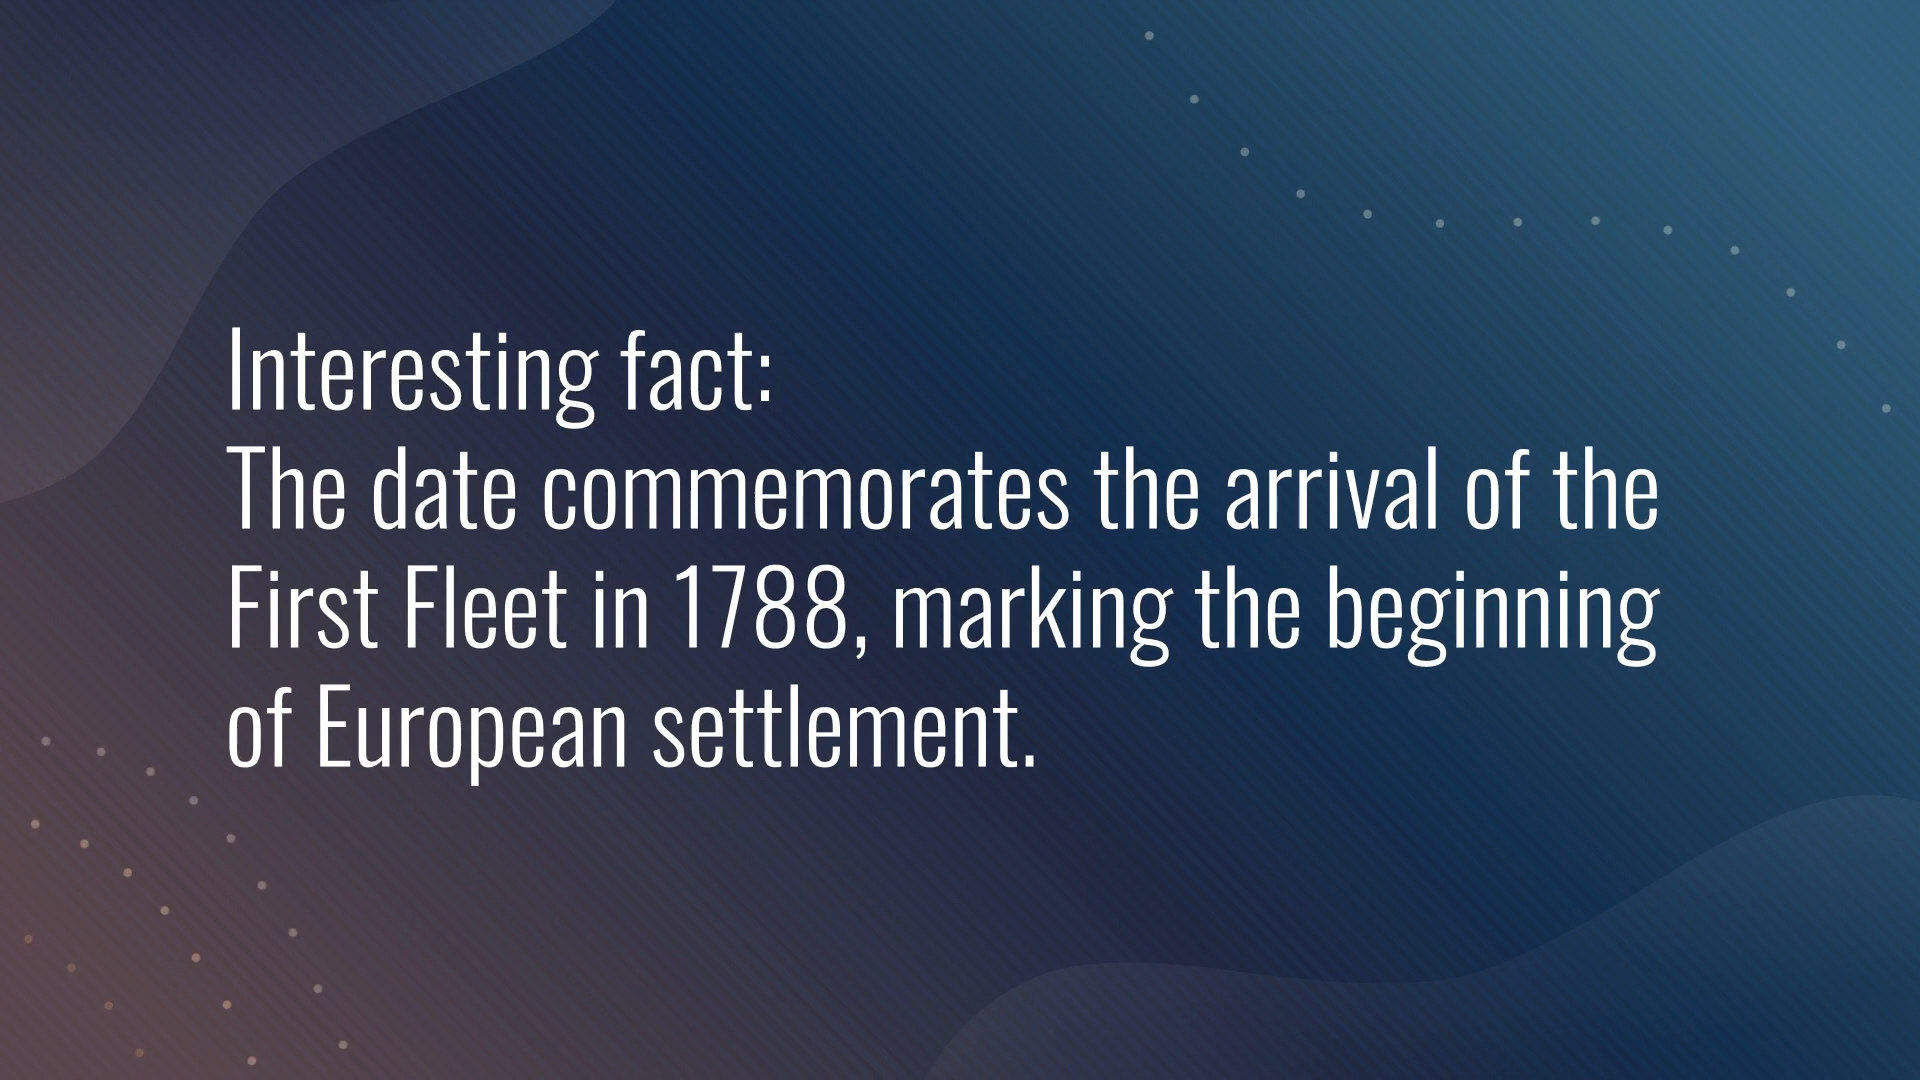 Interesting fact:
The date commemorates the arrival of the
First Fleet in 1788, marking the beginning
of European settlement.